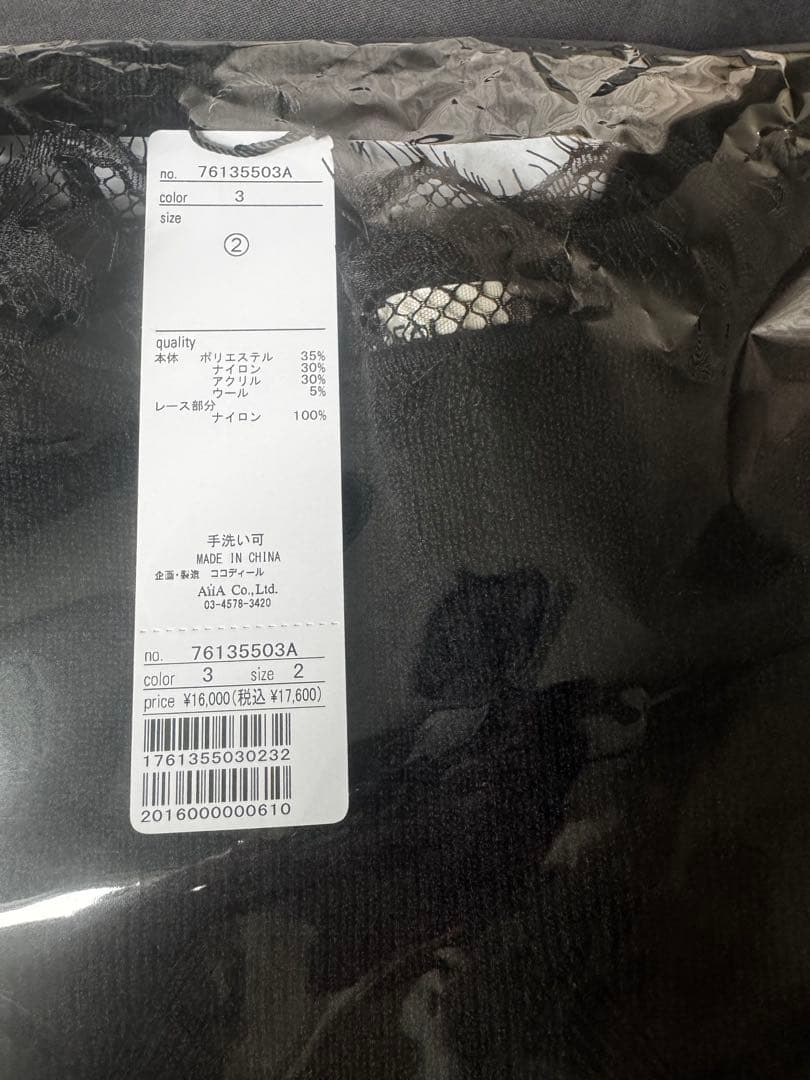 no. 76135503A
color 3
size
②
quality
本体 ポリエステル 35%
ナイロン 30%
アクリル 30%
ウール 5%
レース部分
ナイロン 100%
手洗い可
MADE IN CHINA
企画・製造 ココディール
AiiA Co.,Ltd.
03-4578-3420
no. 76135503A
color 3 size 2
price ¥16,000(税込 ¥17,600)
1761355030232
2016000000610